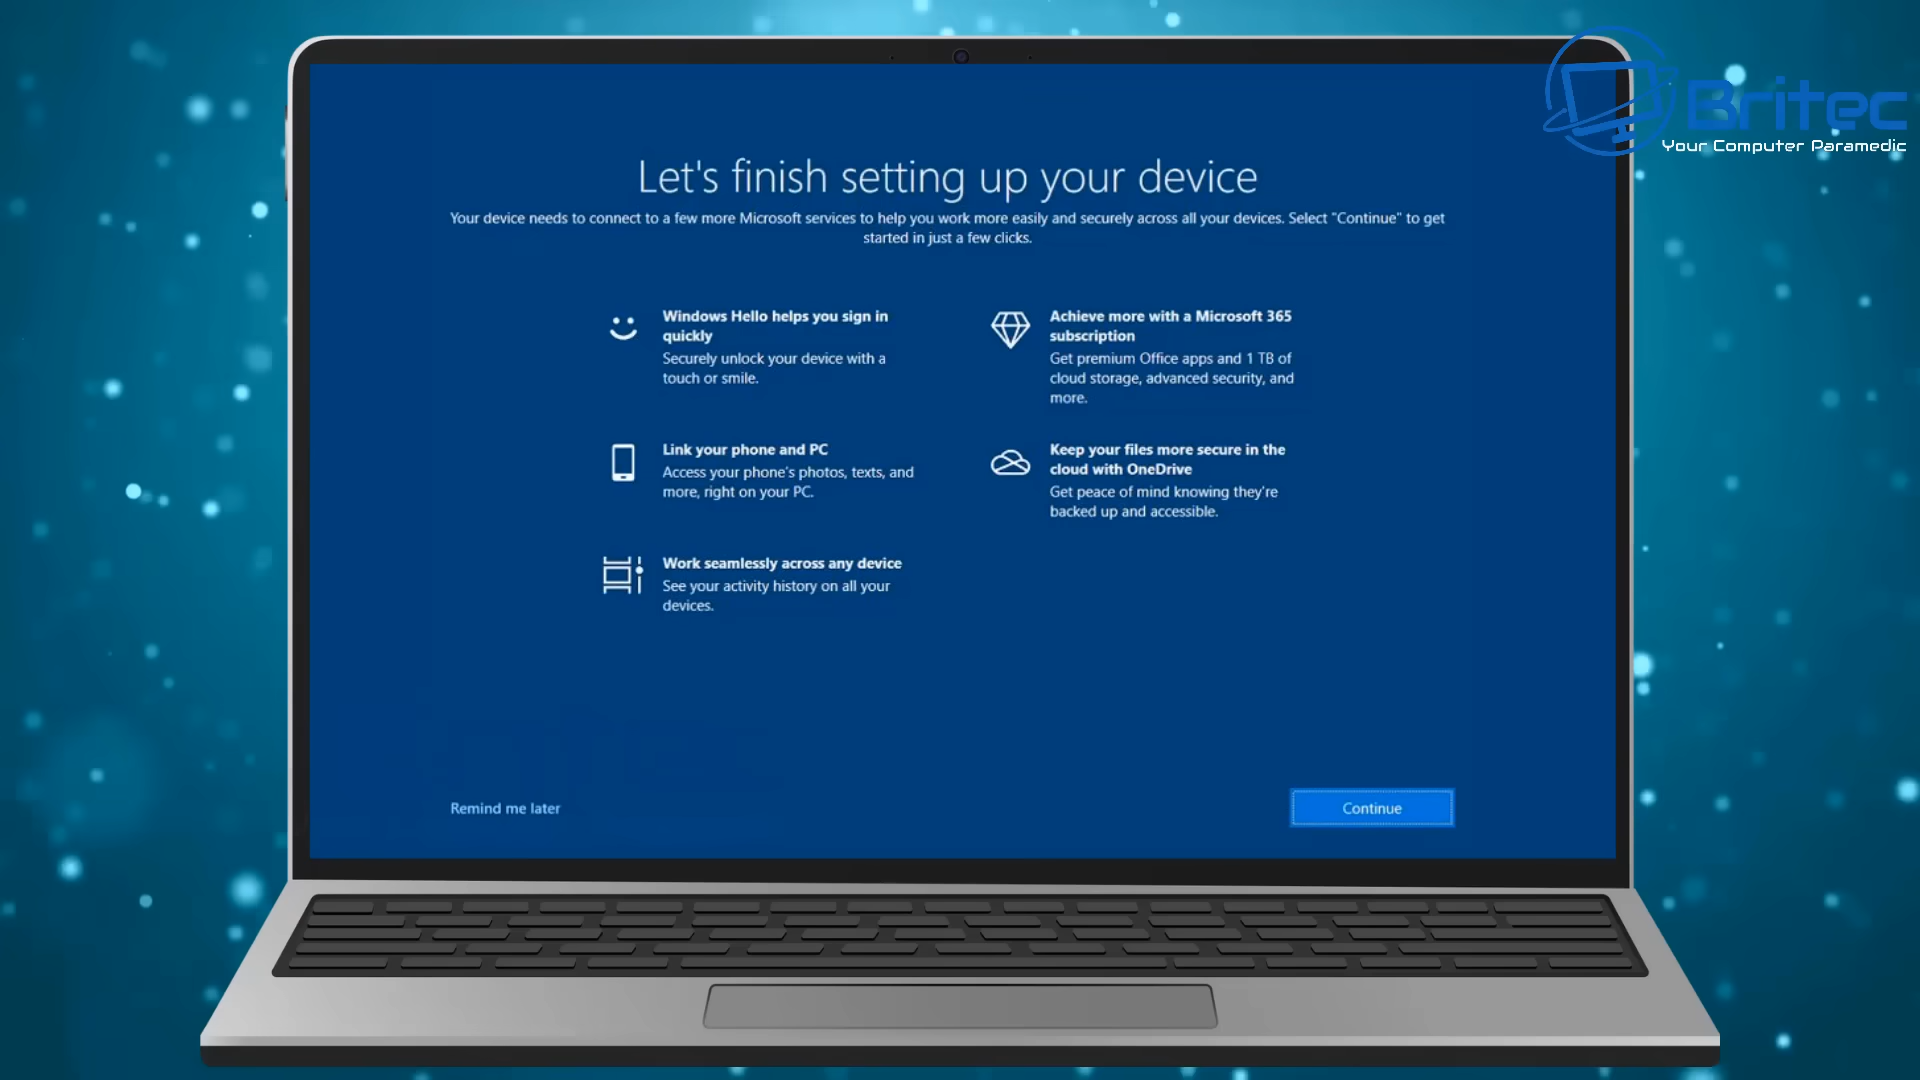 Britec
Your Computer Paramedic
Let's finish setting up your device
Your device needs to connect to a few more Microsoft services to help you work more easily and securely across all your devices. Select "Continue" to get
started in just a few clicks.
Windows Hello helps you sign in
quickly
Securely unlock your device with a
touch or smile.
Link your phone and PC
Access your phone's photos, texts, and
more, right on your PC.
Work seamlessly across any device
See your activity history on all your
devices.
Achieve more with a Microsoft 365
subscription
Get premium Office apps and 1 TB of
cloud storage, advanced security, and
more.
Keep your files more secure in the
cloud with OneDrive
Get peace of mind knowing they're
backed up and accessible.
Remind me later
Continue